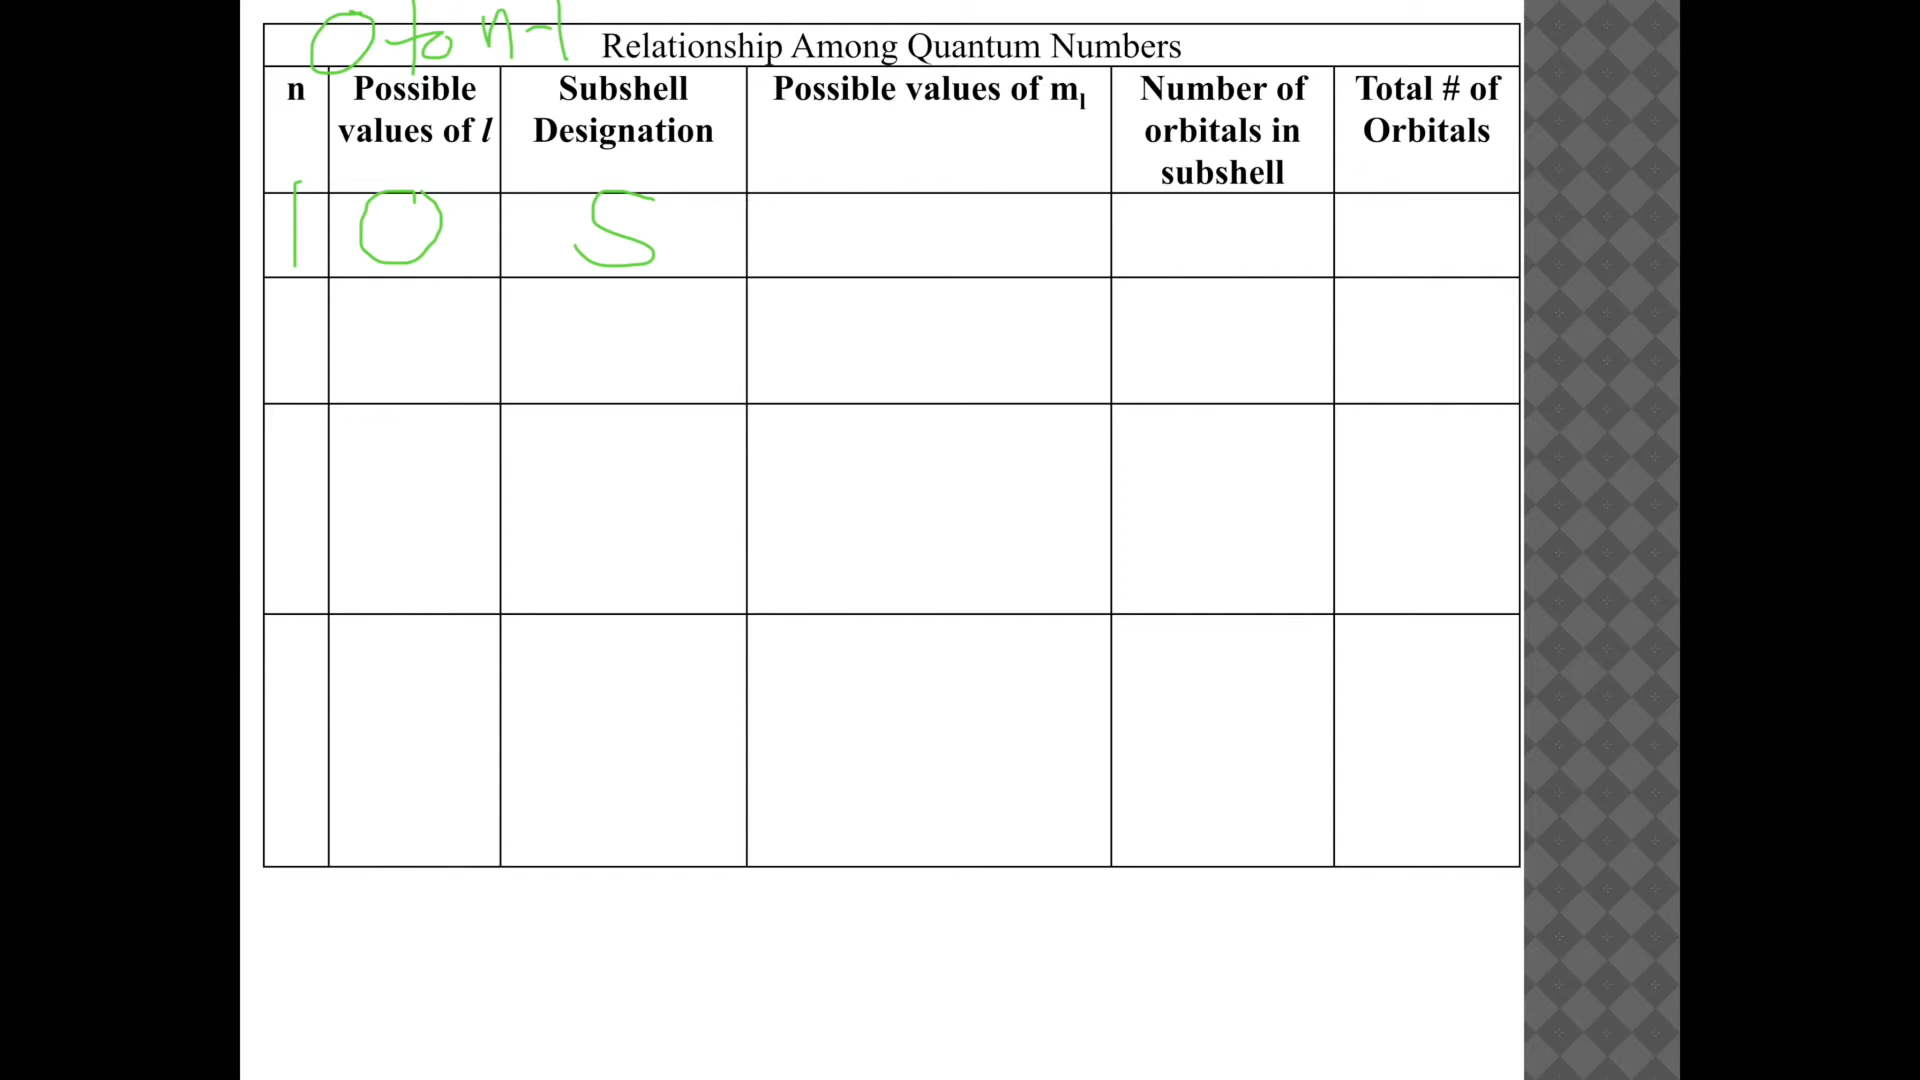 0 to n-1
Relationship Among Quantum Numbers
n
Possible
values of l
Subshell
Designation
Possible values of ml
Number of
orbitals in
subshell
Total # of
Orbitals
1 0 S